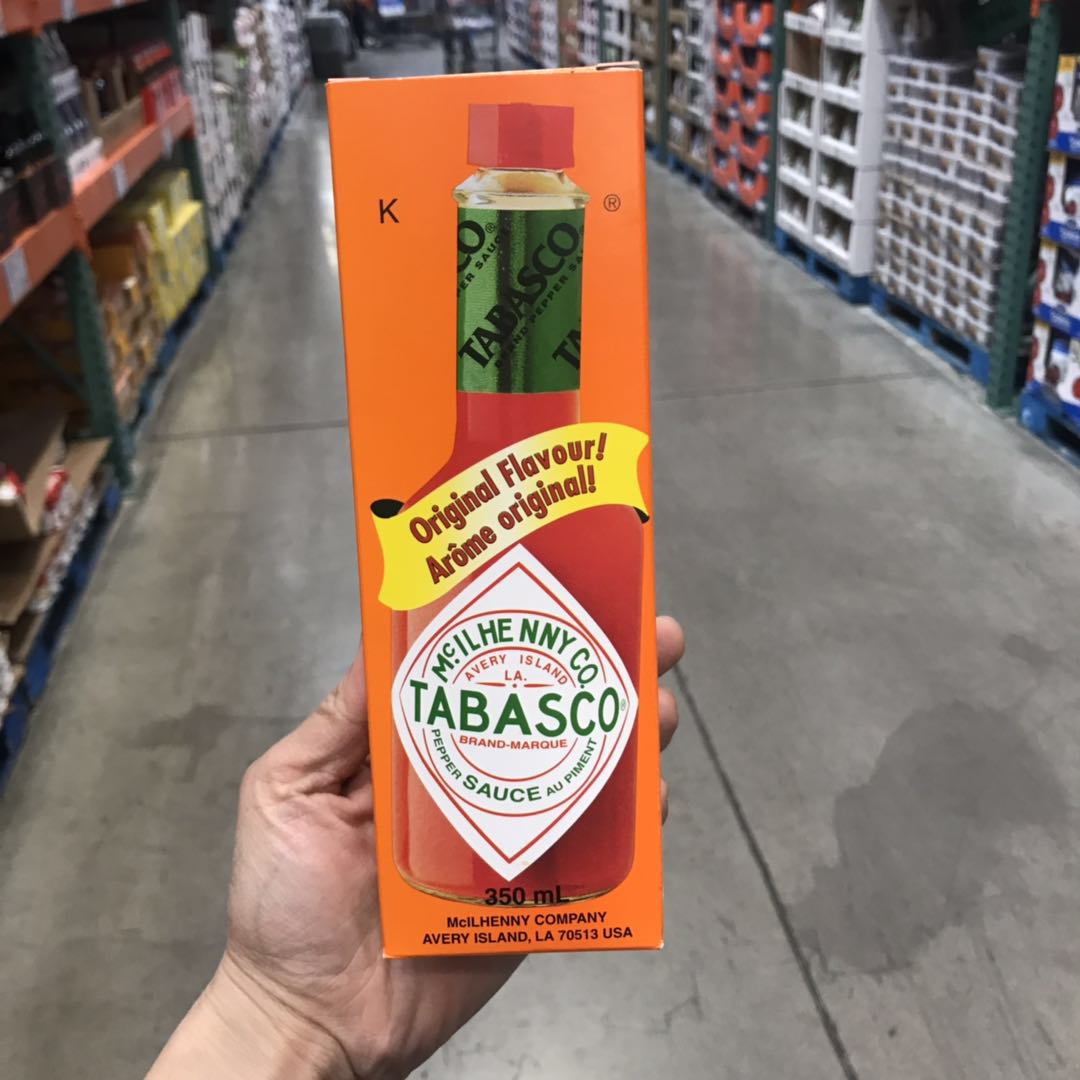 K ®
TABASCO®
PEPPER SAUCE
Original Flavour!
Arôme original!
McILHENNY CO.
AVERY ISLAND
LA.
TABASCO®
BRAND-MARQUE
PEPPER SAUCE AU PIMENT
350 mL
McILHENNY COMPANY
AVERY ISLAND, LA 70513 USA